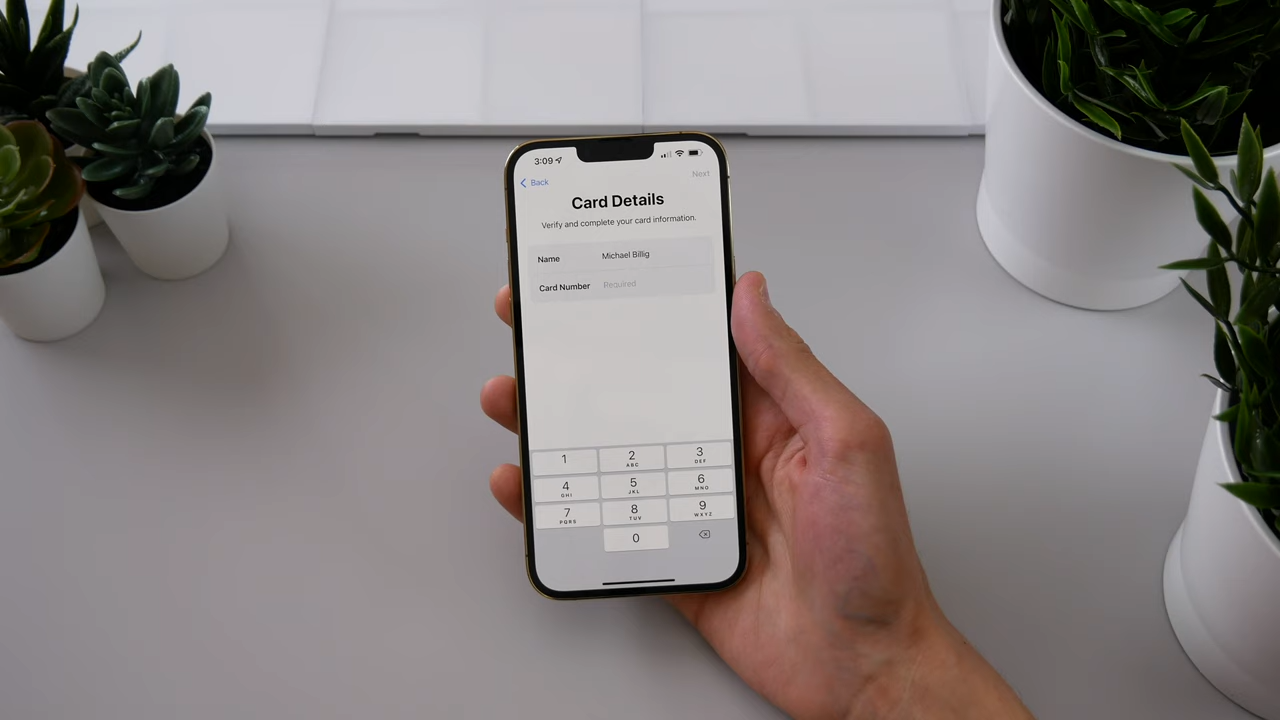 3:09
Back
Next
Card Details
Verify and complete your card information.
Name Michael Billig
Card Number Required
1 2 ABC 3 DEF
4 GHI 5 JKL 6 MNO
7 PQRS 8 TUV 9 WXYZ
0